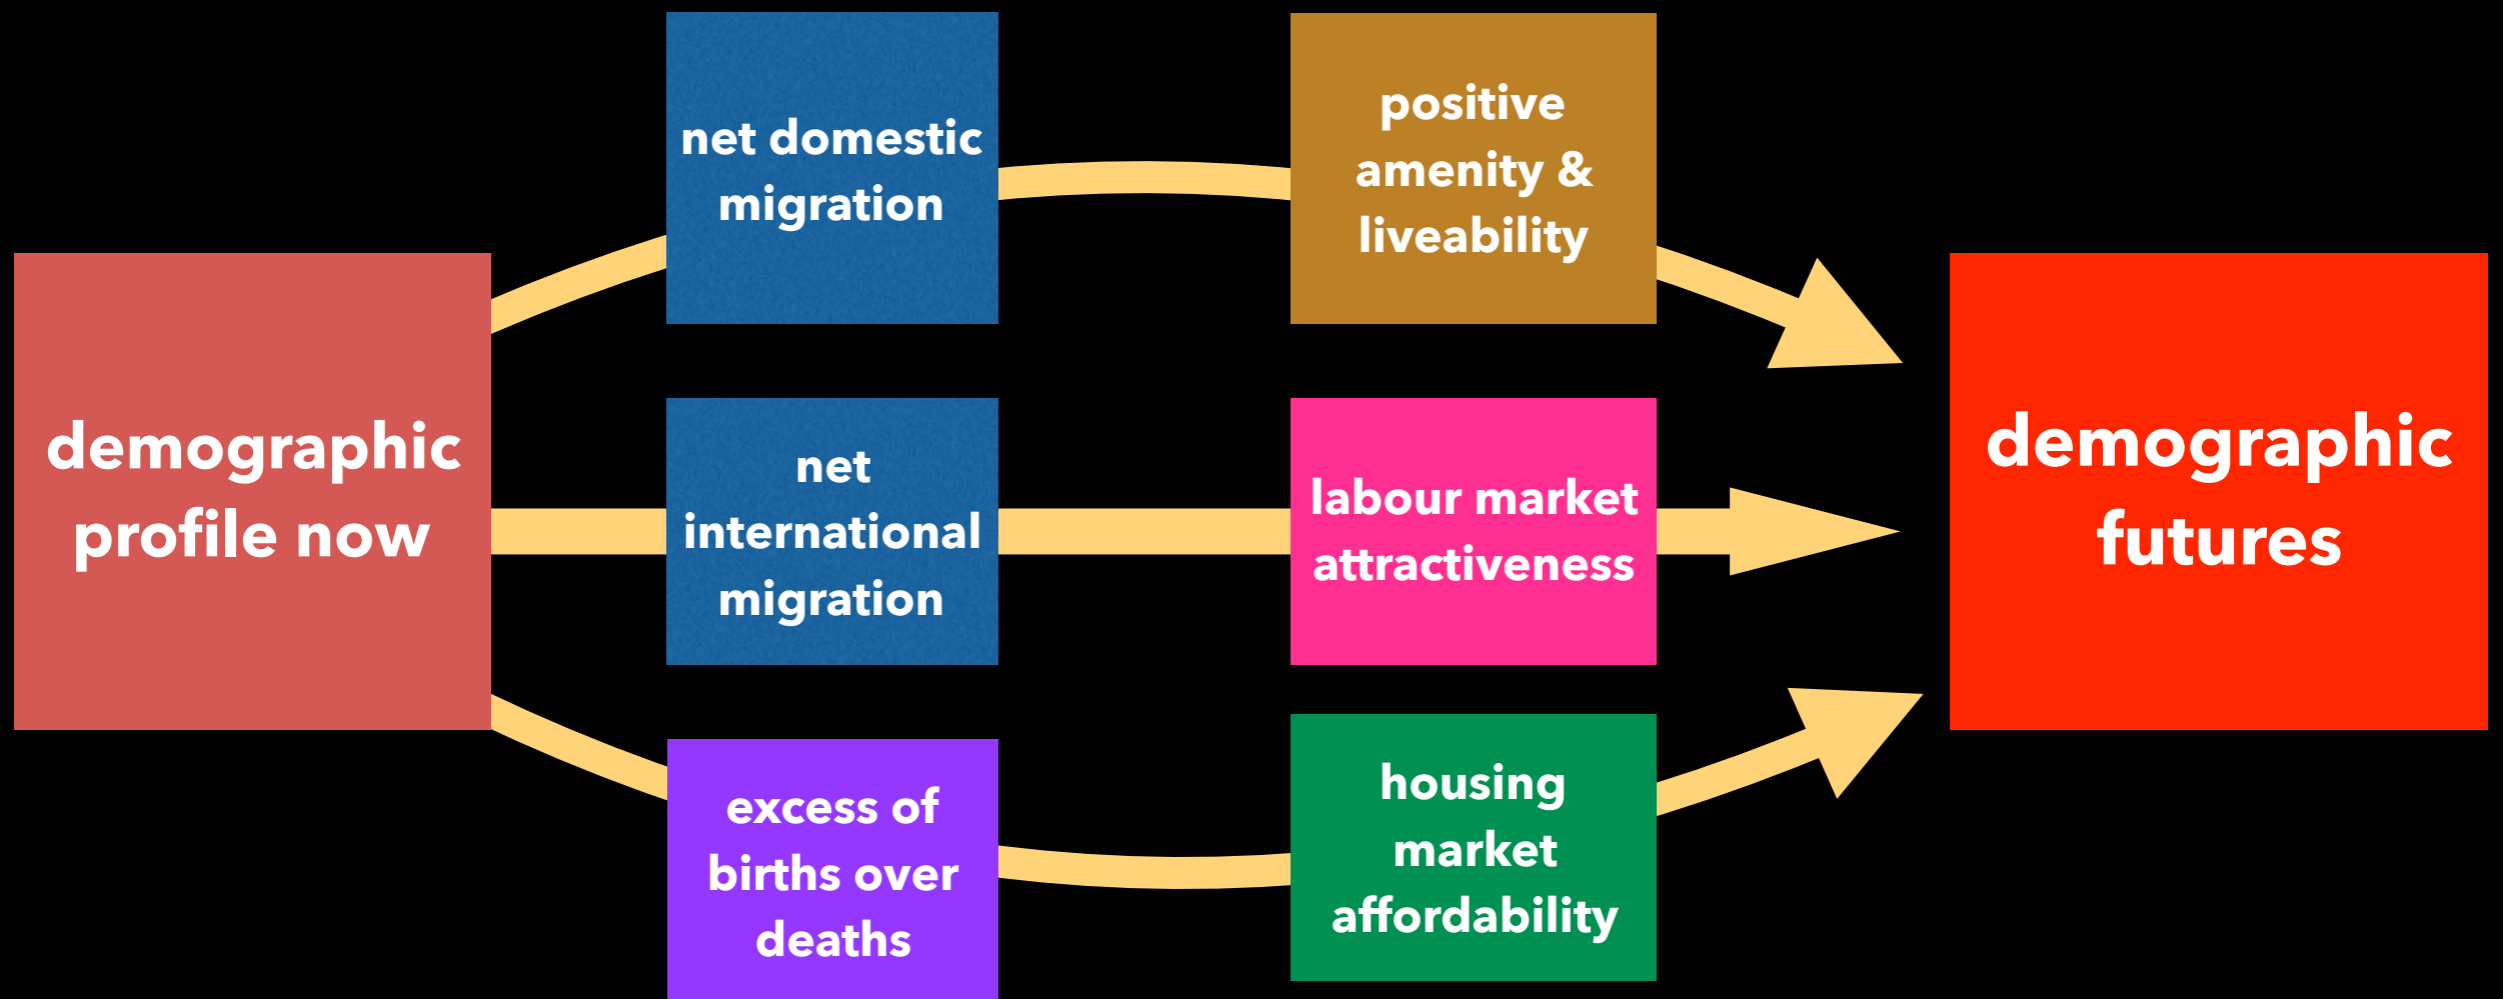 demographic
profile now
net domestic
migration
positive
amenity &
liveability
net
international
migration
labour market
attractiveness
excess of
births over
deaths
housing
market
affordability
demographic
futures